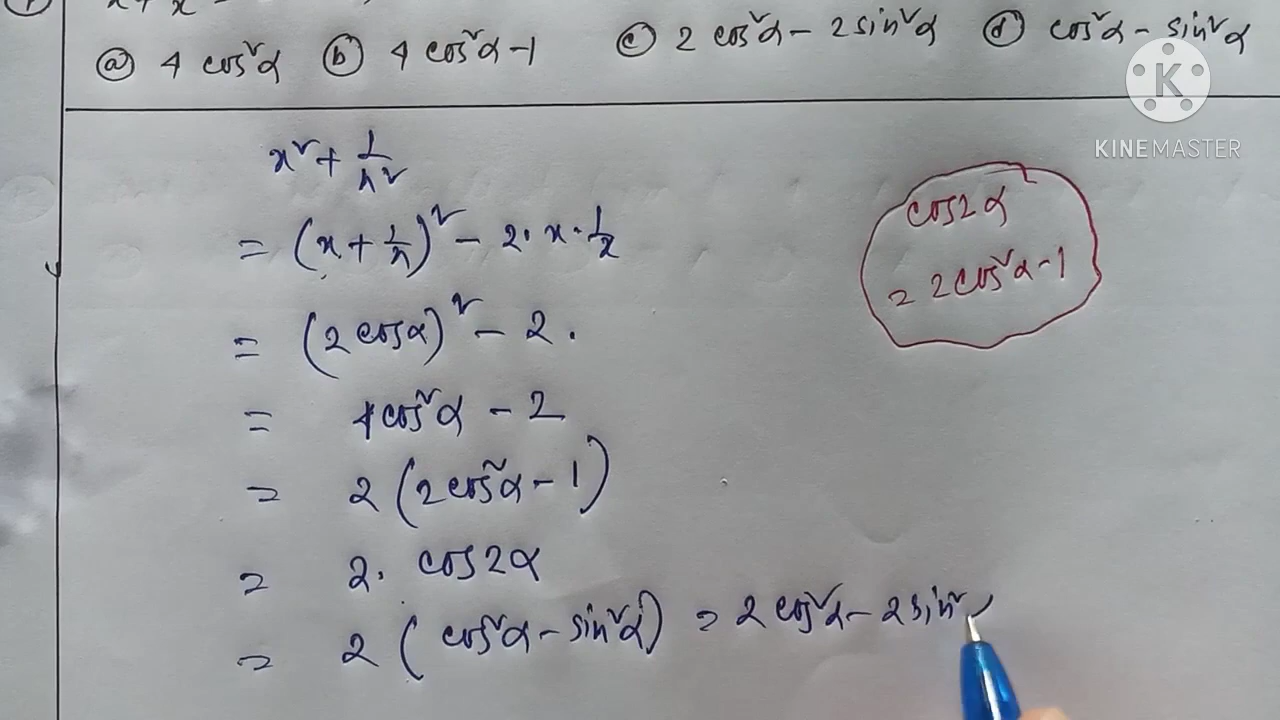 ⓐ 4 cos²α ⓑ 4 cos²α - 1 ⓒ 2 cos²α - 2 sin²α ⓓ cos²α - sin²α
K
KINEMASTER
x² + 1/x²
= (x + 1/x)² - 2· x · 1/x
cos2α
= 2cos²α - 1
= (2 cosα)² - 2 .
= 4cos²α - 2
= 2 (2cos²α - 1)
= 2. cos2α
= 2 (cos²α - sin²α) = 2 cos²α - 2 sin²